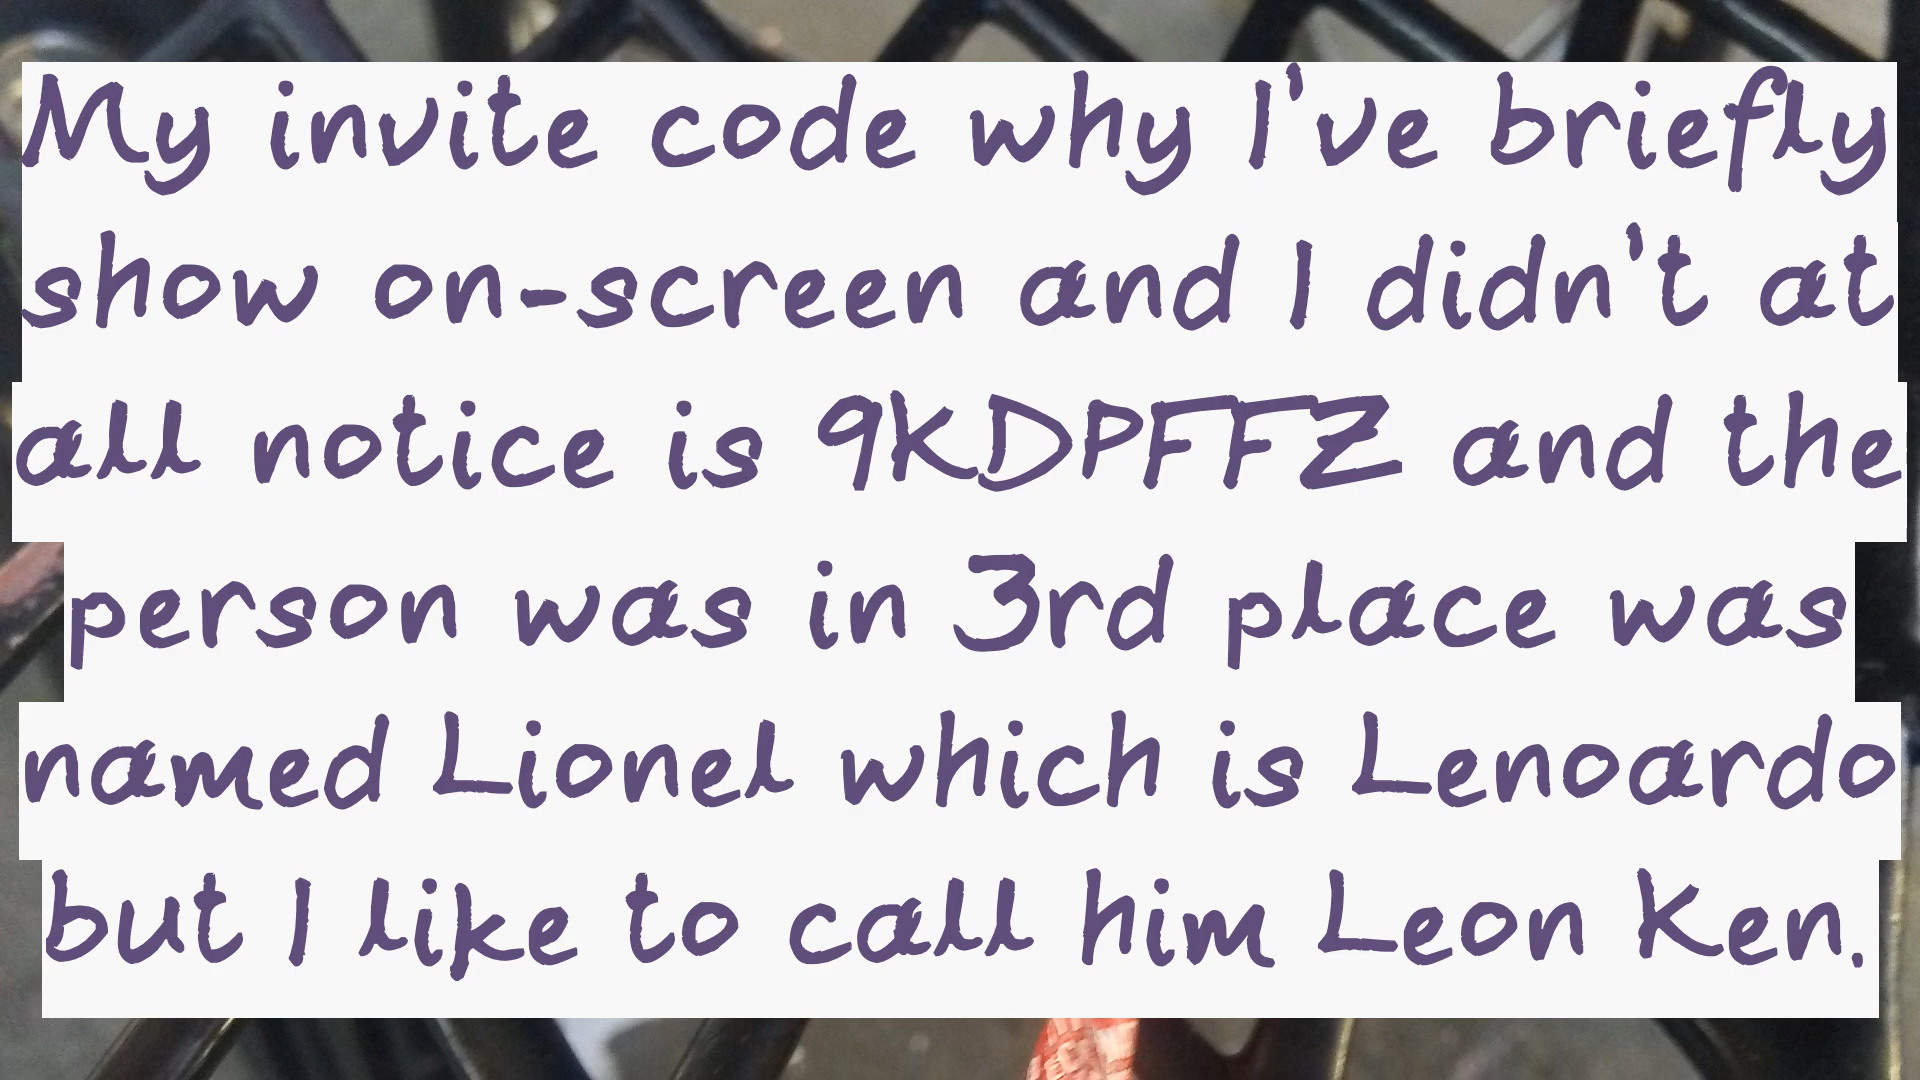 My invite code why I've briefly
show on-screen and I didn't at
all notice is 9KDPFFZ and the
person was in 3rd place was
named Lionel which is Lenoardo
but I like to call him Leon Ken.